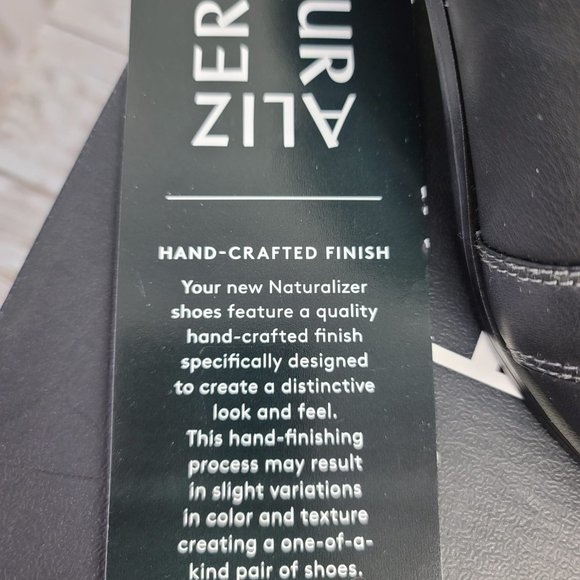 URALIZER
HAND-CRAFTED FINISH
Your new Naturalizer
shoes feature a quality
hand-crafted finish
specifically designed
to create a distinctive
look and feel.
This hand-finishing
process may result
in slight variations
in color and texture
creating a one-of-a-
kind pair of shoes.